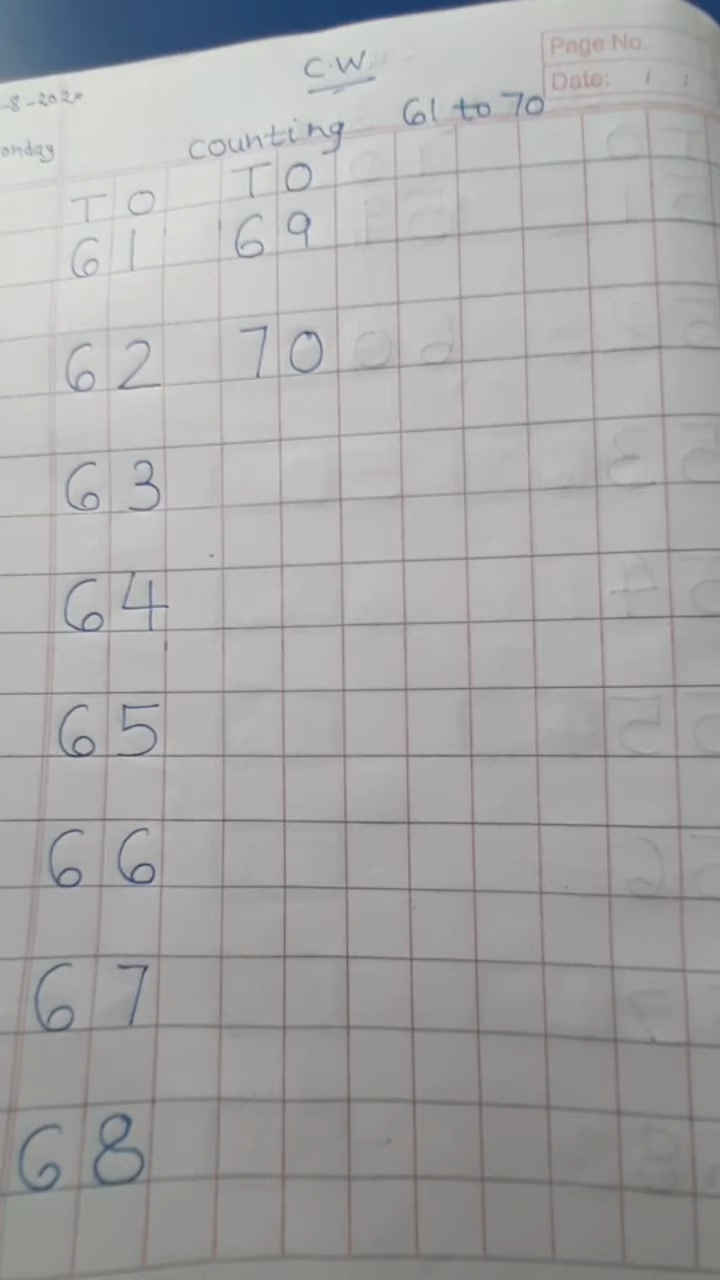 C.W.
Page No.
Date: / /
-8-2020
onday
counting 61 to 70
T O T O
61 69
62 70
63
64
65
66
67
68